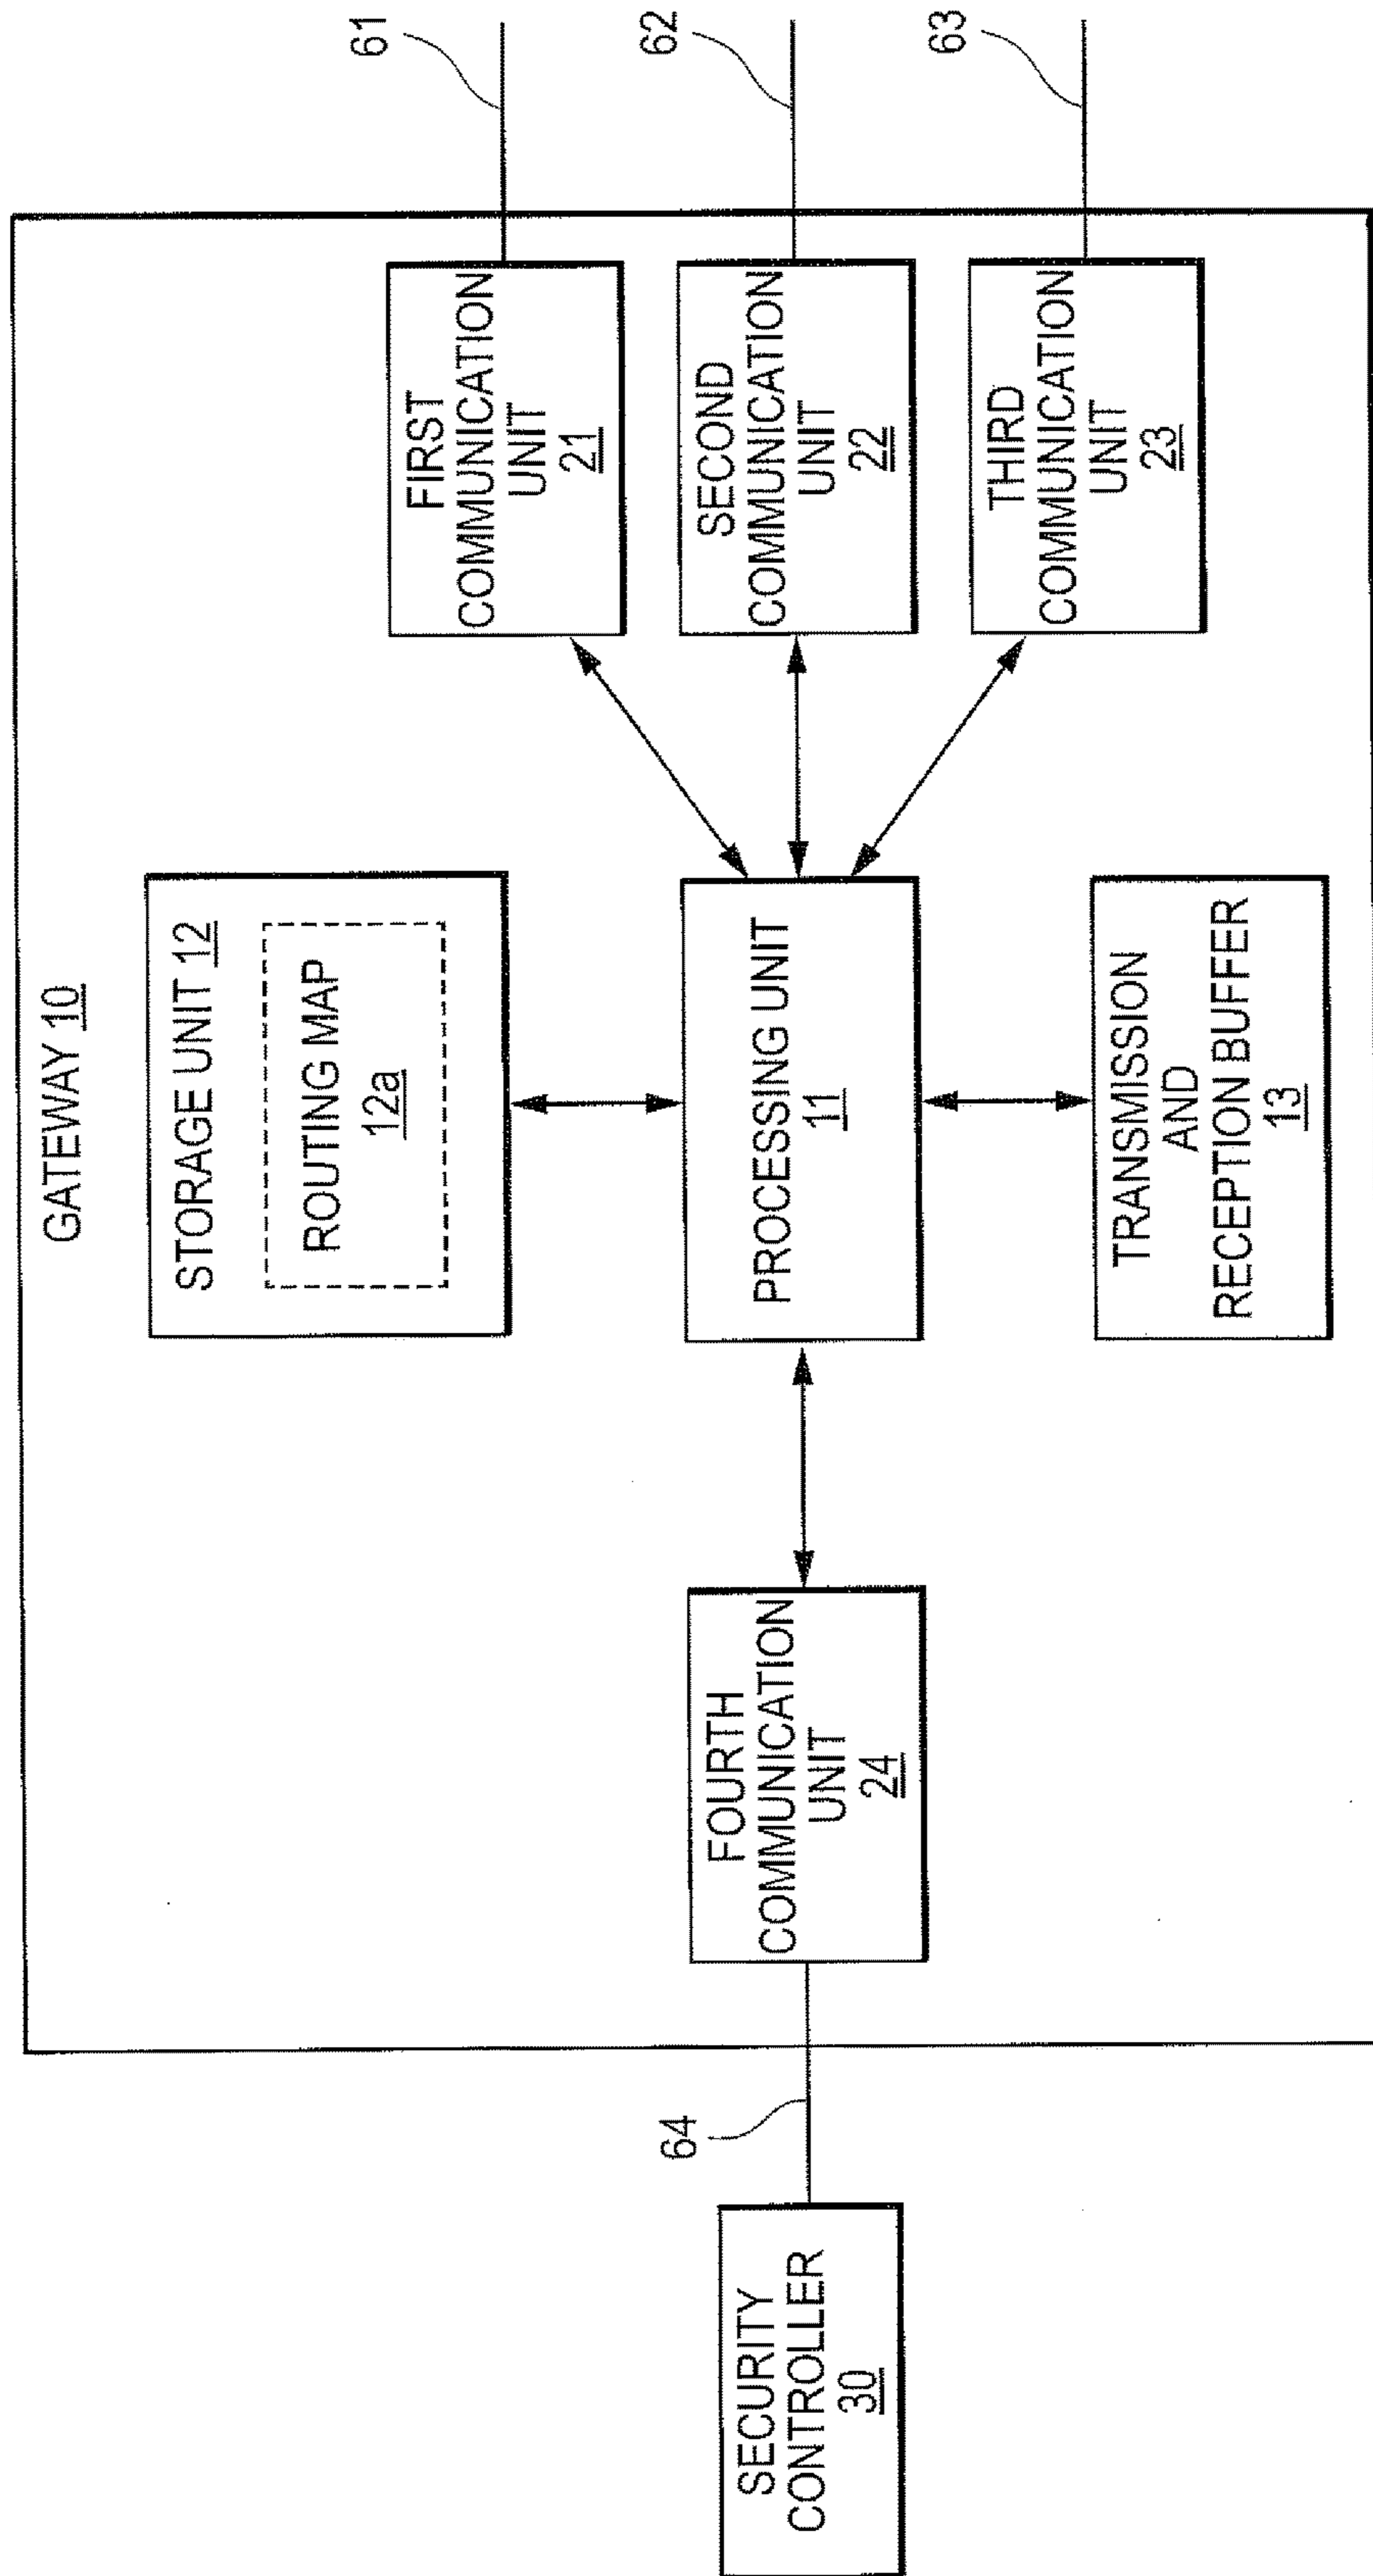 GATEWAY 10
STORAGE UNIT 12
ROUTING MAP
12a
FIRST
COMMUNICATION
UNIT
21
61
SECURITY
CONTROLLER
30
64
FOURTH
COMMUNICATION
UNIT
24
PROCESSING UNIT
11
SECOND
COMMUNICATION
UNIT
22
62
TRANSMISSION
AND
RECEPTION BUFFER
13
THIRD
COMMUNICATION
UNIT
23
63